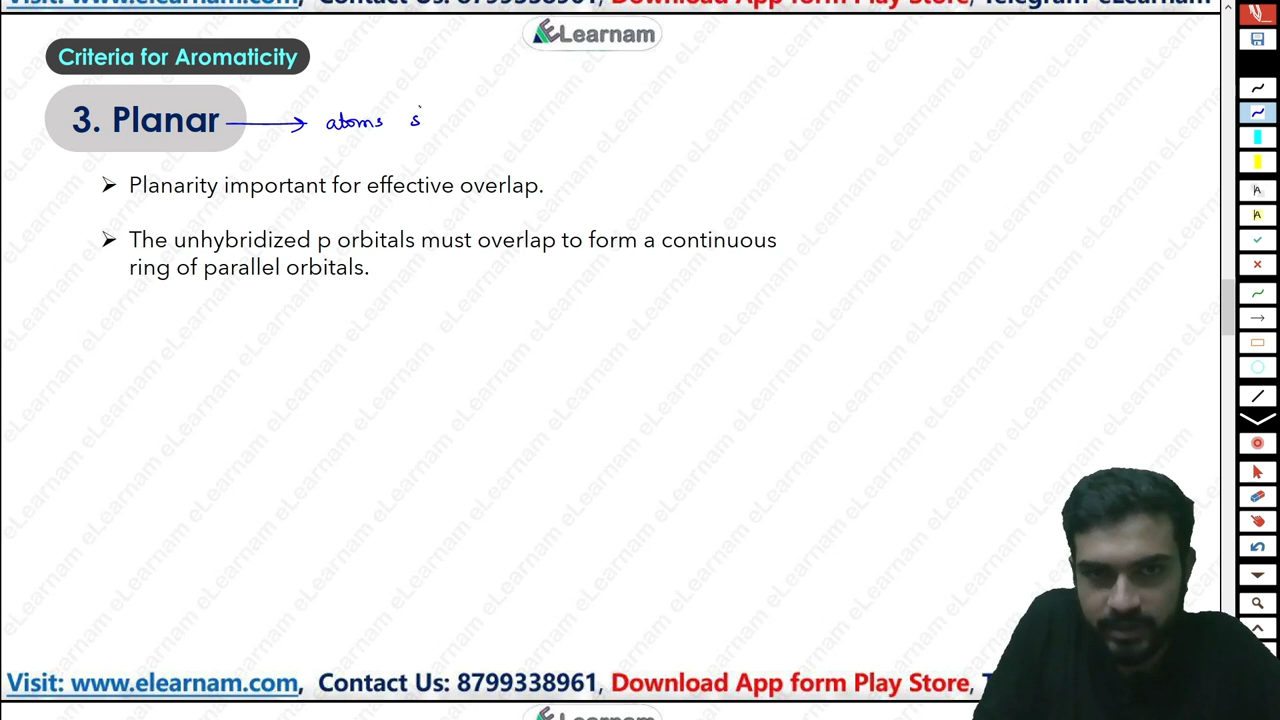 Visit: www.elearnam.com, Contact Us: 8799338961, Download App form Play Store, Telegram-eLearnam
ELearnam
Criteria for Aromaticity
3. Planar → atoms
➢ Planarity important for effective overlap.
➢ The unhybridized p orbitals must overlap to form a continuous
ring of parallel orbitals.
Visit: www.elearnam.com, Contact Us: 8799338961, Download App form Play Store,
ELearnam